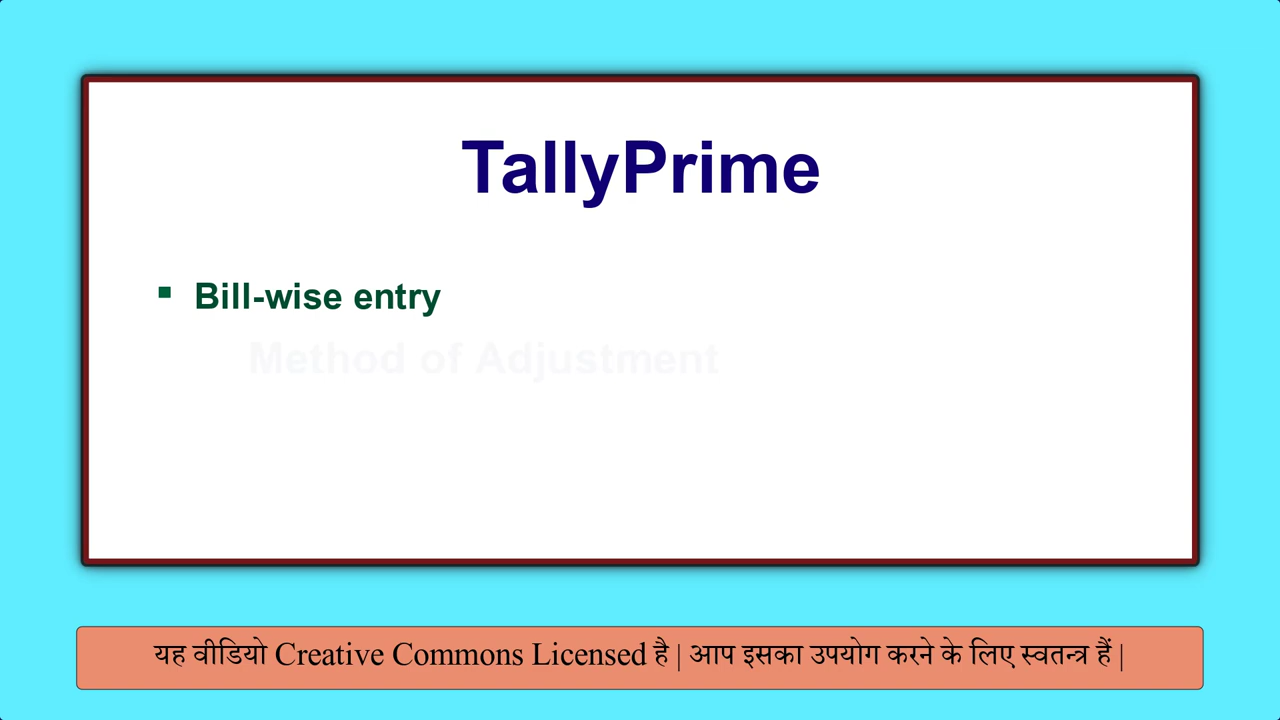 TallyPrime
▪ Bill-wise entry
Method of Adjustment
यह वीडियो Creative Commons Licensed है | आप इसका उपयोग करने के लिए स्वतन्त्र हैं |